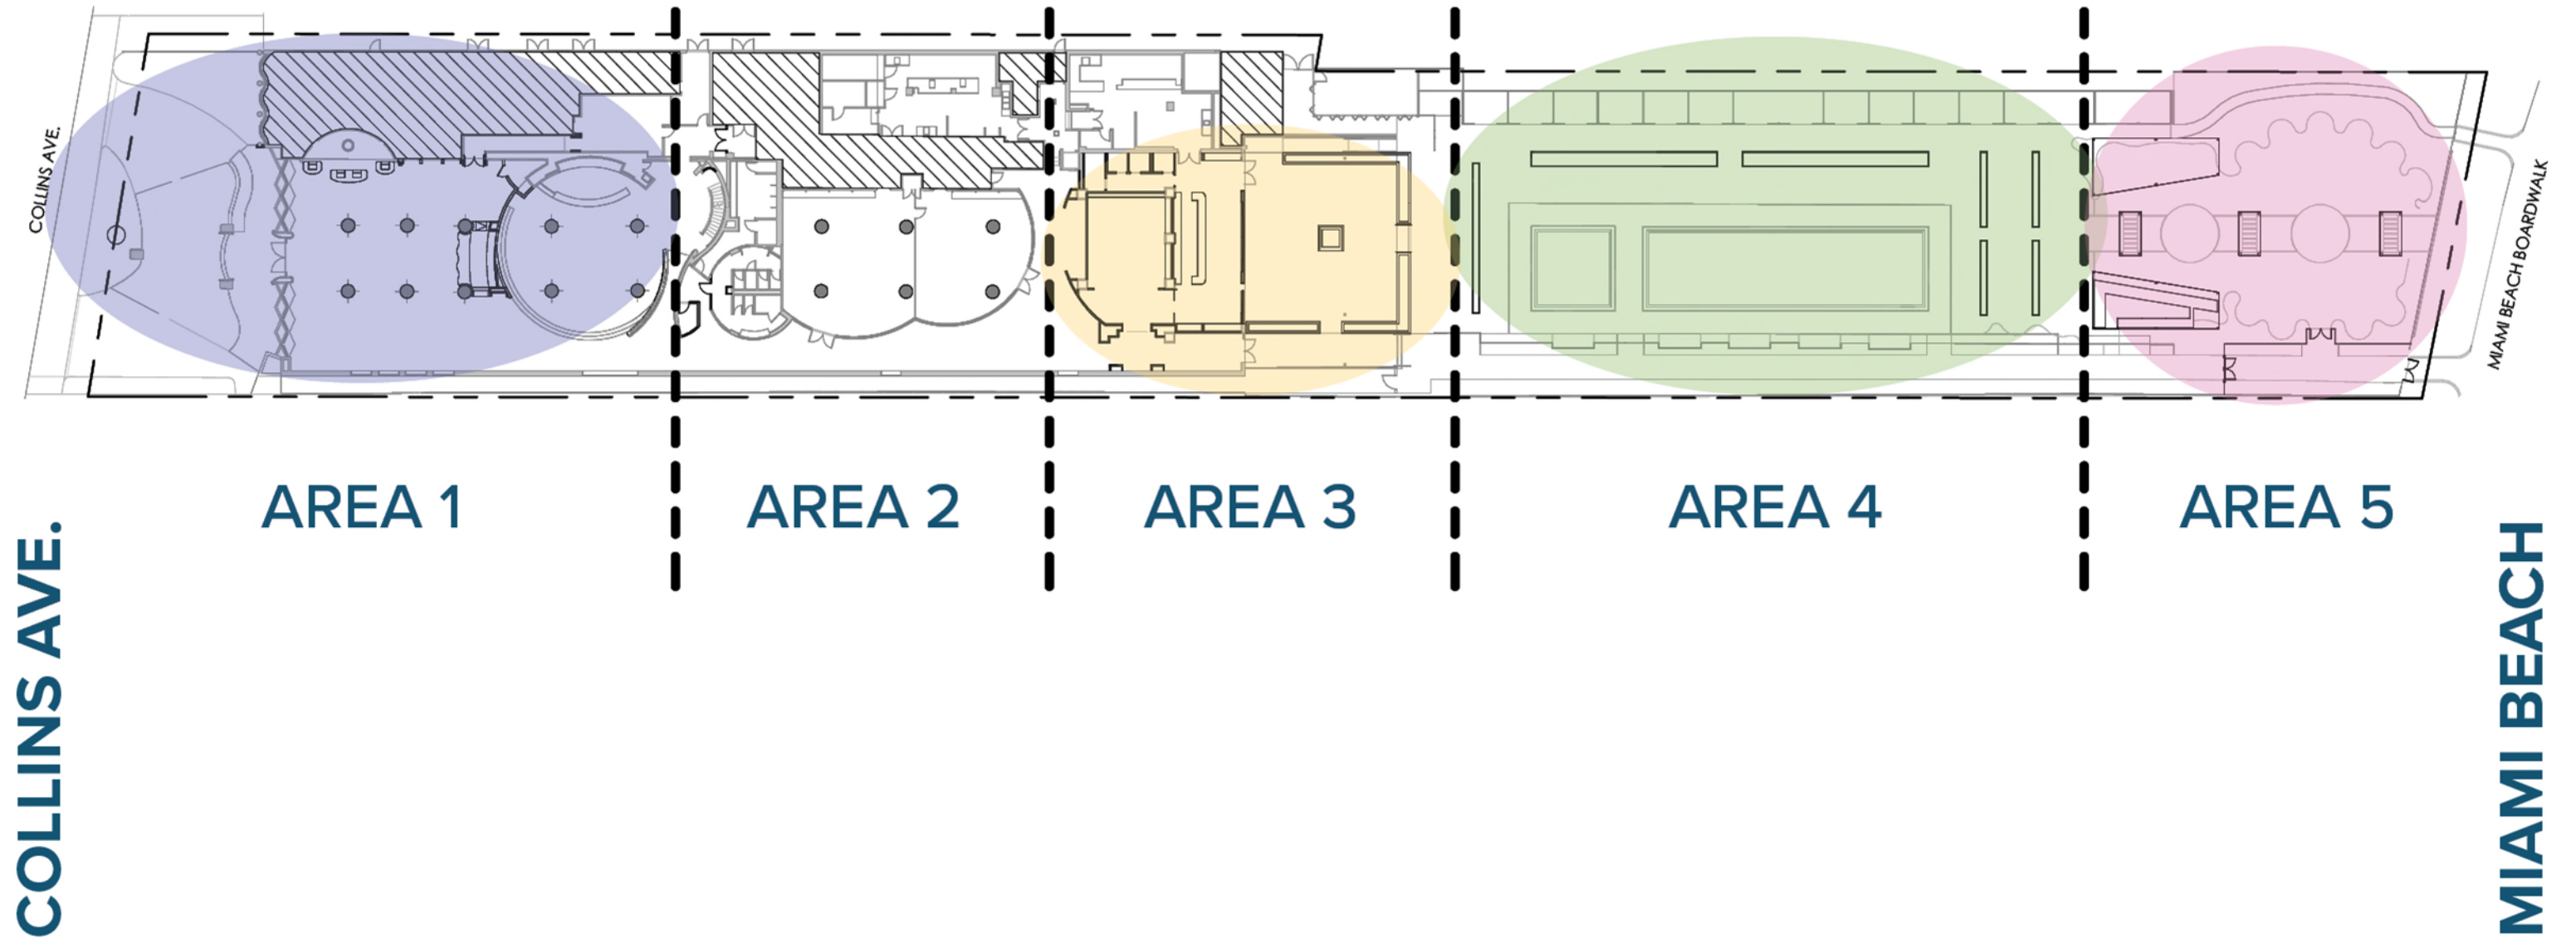 COLLINS AVE.
MIAMI BEACH BOARDWALK
AREA 1
AREA 2
AREA 3
AREA 4
AREA 5
COLLINS AVE.
MIAMI BEACH